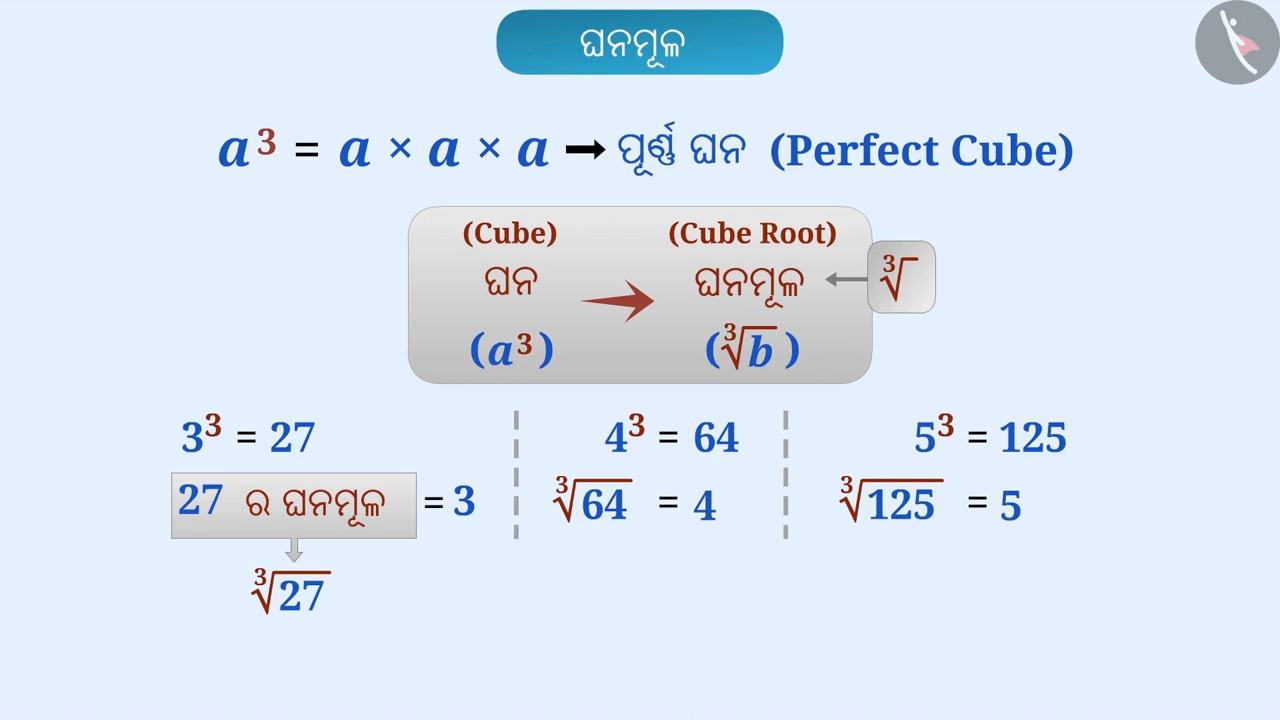 ଘନମୂଳ
a³ = a × a × a ➞ ପୂର୍ଣ୍ଣ ଘନ (Perfect Cube)
(Cube) (Cube Root)
ଘନ ଘନମୂଳ ∛
(a³) (∛b)
3³ = 27 4³ = 64 5³ = 125
27 ର ଘନମୂଳ = 3 ∛64 = 4 ∛125 = 5
∛27